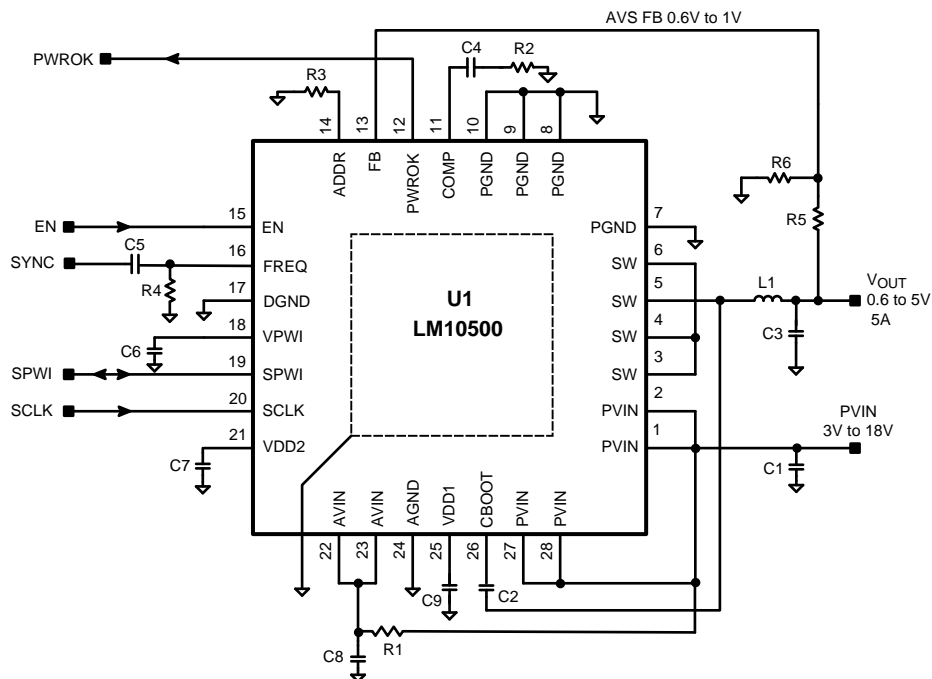 AVS FB 0.6V to 1V
PWROK
C4
R2
R3
14
13
12
11
10
9
8
ADDR
FB
PWROK
COMP
PGND
PGND
PGND
R6
R5
EN
15
EN
PGND
7
SYNC
C5
16
FREQ
SW
6
R4
17
DGND
SW
5
L1
VOUT
0.6 to 5V
5A
U1
LM10500
C6
18
VPWI
SW
4
C3
SPWI
19
SPWI
SW
3
SCLK
20
SCLK
PVIN
2
PVIN
3V to 18V
C7
21
VDD2
PVIN
1
C1
AVIN
AVIN
AGND
VDD1
CBOOT
PVIN
PVIN
22
23
24
25
26
27
28
C9
C2
R1
C8